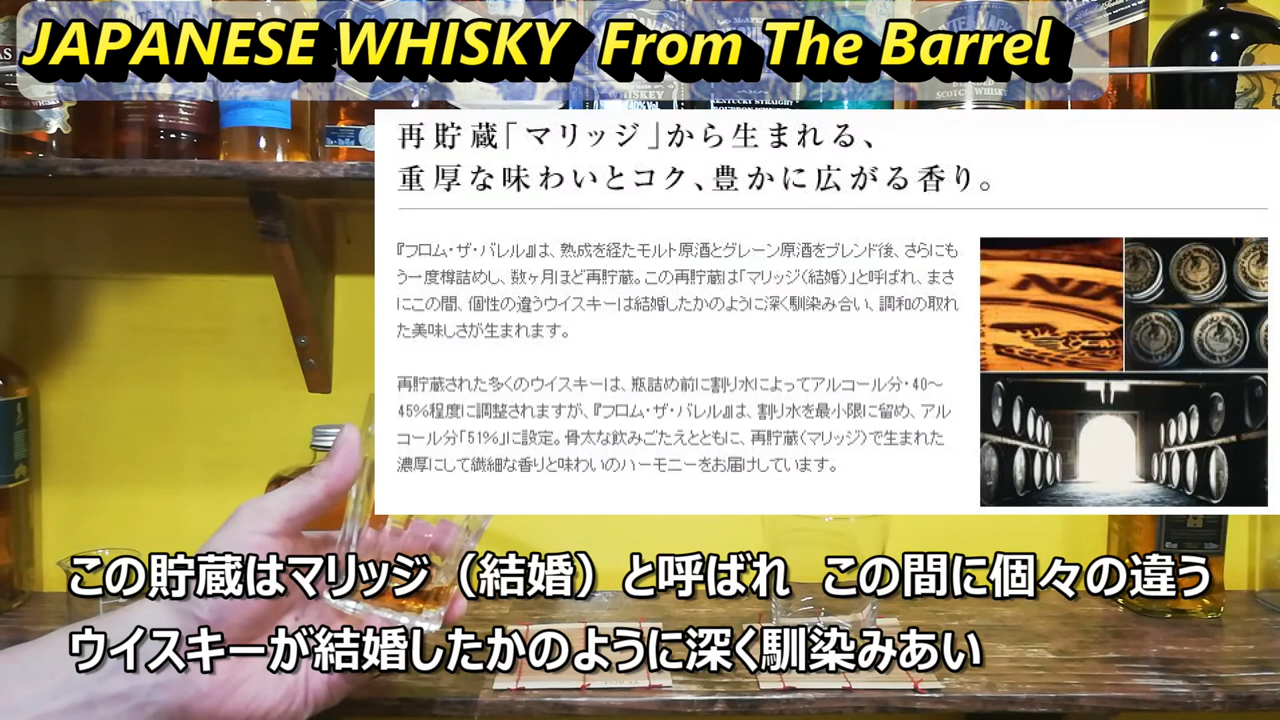 JAPANESE WHISKY From The Barrel
再貯蔵「マリッジ」から生まれる、
重厚な味わいとコク、豊かに広がる香り。
『フロム・ザ・バレル』は、熟成を経たモルト原酒とグレーン原酒をブレンド後、さらにも
う一度樽詰めし、数ヶ月ほど再貯蔵。この再貯蔵は「マリッジ（結婚）」と呼ばれ、まさ
にこの間、個性の違うウイスキーは結婚したかのように深く馴染み合い、調和の取れ
た美味しさが生まれます。
再貯蔵された多くのウイスキーは、瓶詰め前に割り水によってアルコール分・40～
45%程度に調整されますが、『フロム・ザ・バレル』は、割り水を最小限に留め、アル
コール分「51%」に設定。骨太な飲みごたえとともに、再貯蔵（マリッジ）で生まれた
濃厚にして繊細な香りと味わいのハーモニーをお届けしています。
この貯蔵はマリッジ（結婚）と呼ばれ この間に個々の違う
ウイスキーが結婚したかのように深く馴染みあい